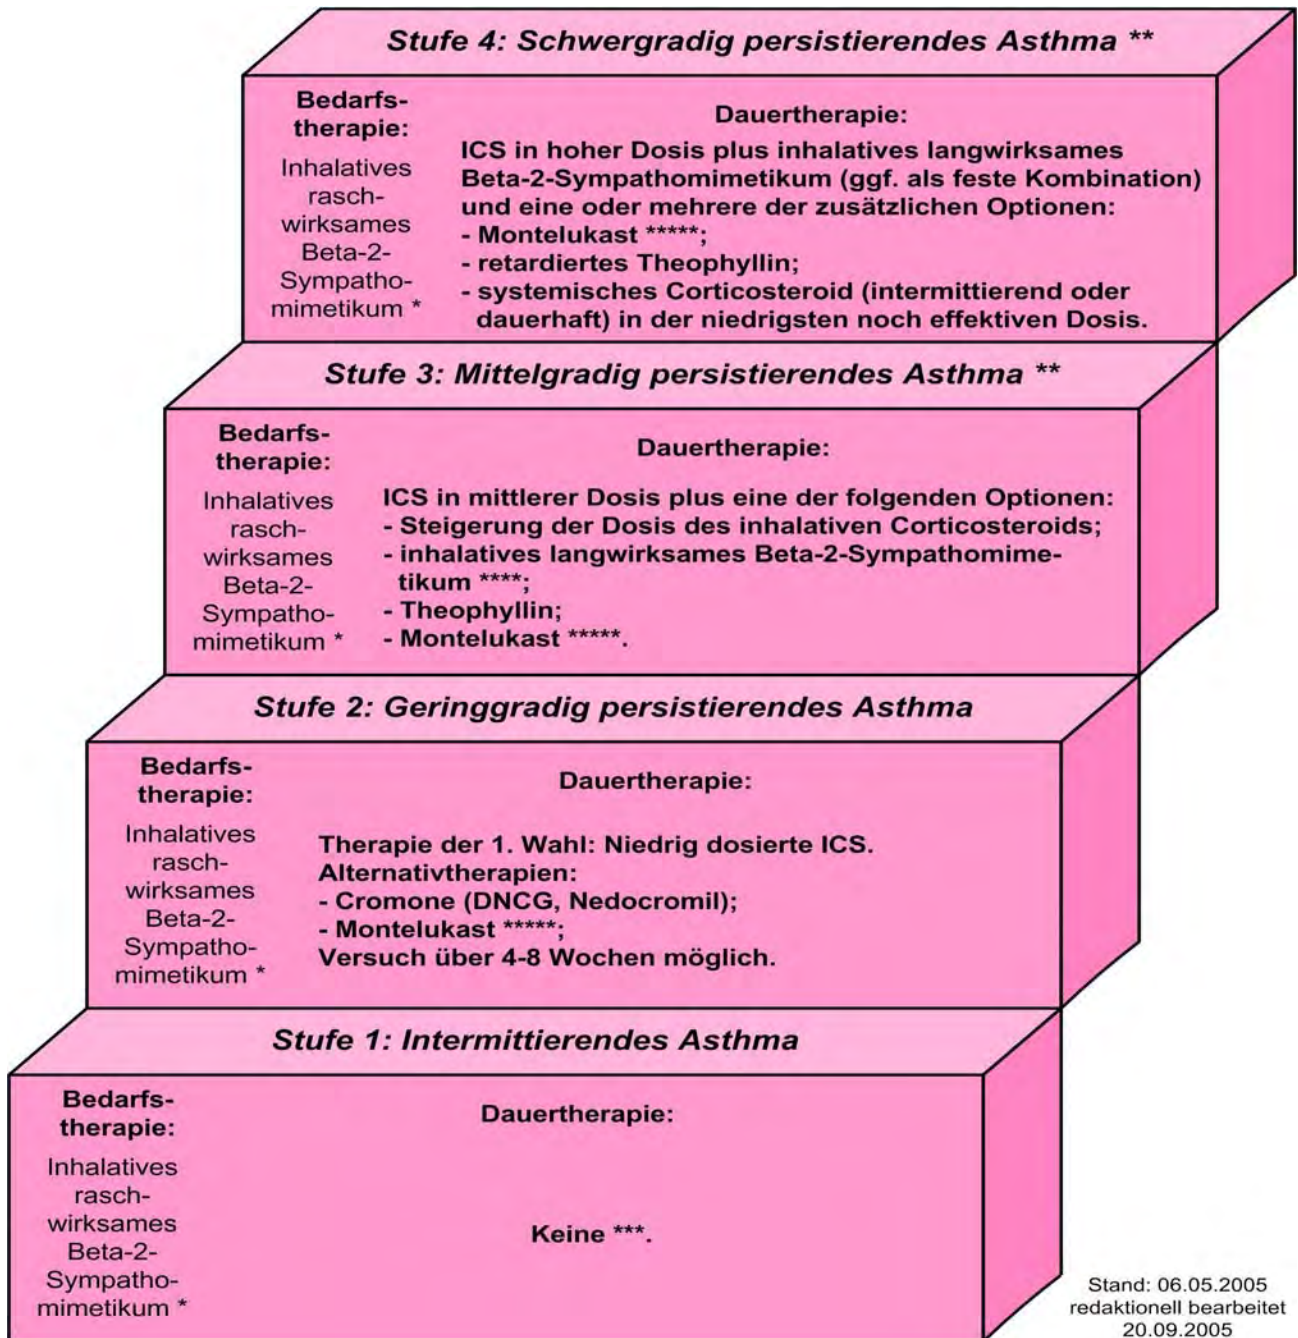 Stufe 4: Schwergradig persistierendes Asthma **
Bedarfs-
therapie:
Inhalatives
rasch-
wirksames
Beta-2-
Sympatho-
mimetikum *
Dauertherapie:
ICS in hoher Dosis plus inhalatives langwirksames
Beta-2-Sympathomimetikum (ggf. als feste Kombination)
und eine oder mehrere der zusätzlichen Optionen:
- Montelukast *****;
- retardiertes Theophyllin;
- systemisches Corticosteroid (intermittierend oder
dauerhaft) in der niedrigsten noch effektiven Dosis.
Stufe 3: Mittelgradig persistierendes Asthma **
Bedarfs-
therapie:
Inhalatives
rasch-
wirksames
Beta-2-
Sympatho-
mimetikum *
Dauertherapie:
ICS in mittlerer Dosis plus eine der folgenden Optionen:
- Steigerung der Dosis des inhalativen Corticosteroids;
- inhalatives langwirksames Beta-2-Sympathomime-
tikum ****;
- Theophyllin;
- Montelukast *****.
Stufe 2: Geringgradig persistierendes Asthma
Bedarfs-
therapie:
Inhalatives
rasch-
wirksames
Beta-2-
Sympatho-
mimetikum *
Dauertherapie:
Therapie der 1. Wahl: Niedrig dosierte ICS.
Alternativtherapien:
- Cromone (DNCG, Nedocromil);
- Montelukast *****;
Versuch über 4-8 Wochen möglich.
Stufe 1: Intermittierendes Asthma
Bedarfs-
therapie:
Inhalatives
rasch-
wirksames
Beta-2-
Sympatho-
mimetikum *
Dauertherapie:
Keine ***.
Stand: 06.05.2005
redaktionell bearbeitet
20.09.2005